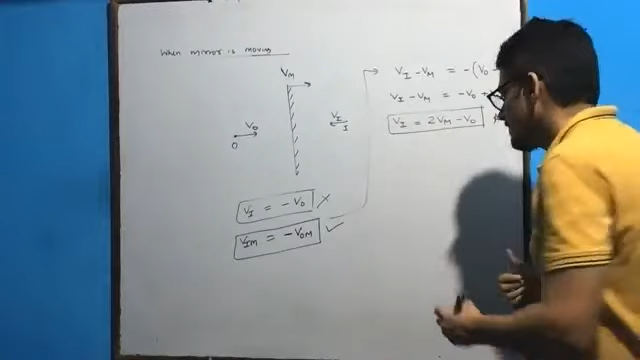 When mirror is moving
V_M
V_O
O
V_I
I
V_I = -V_O ×
V_IM = -V_OM ✓
V_I - V_M = -(V_O
V_I - V_M = -V_O +
V_I = 2V_M - V_O